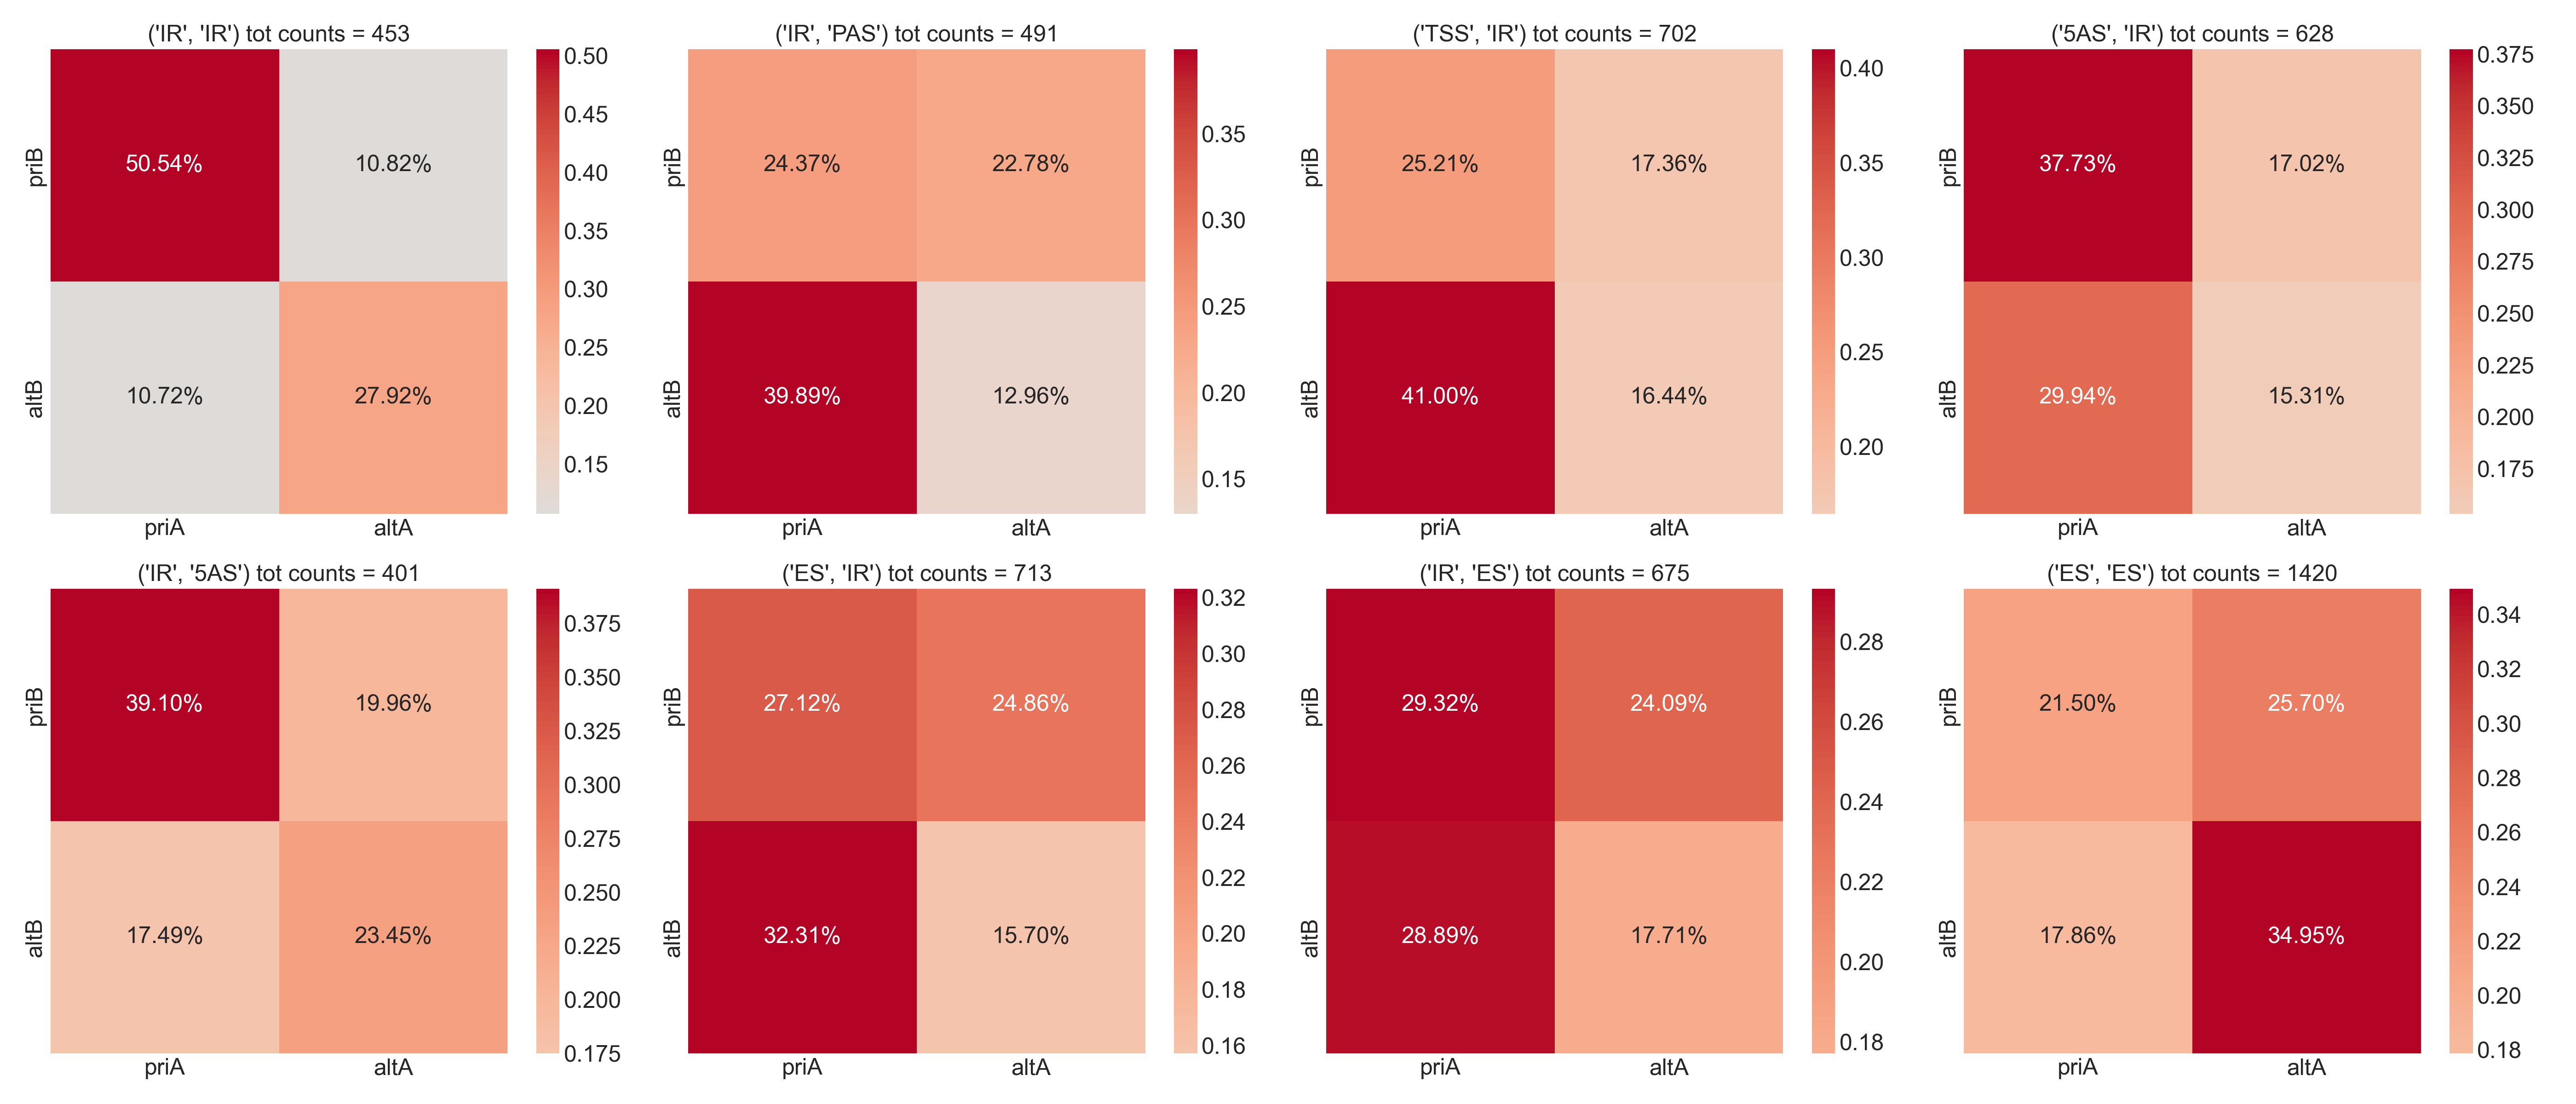 ('IR', 'IR') tot counts = 453
priB
altB
50.54%
10.82%
10.72%
27.92%
priA
altA
0.50
0.45
0.40
0.35
0.30
0.25
0.20
0.15
('IR', 'PAS') tot counts = 491
priB
altB
24.37%
22.78%
39.89%
12.96%
priA
altA
0.35
0.30
0.25
0.20
0.15
('TSS', 'IR') tot counts = 702
priB
altB
25.21%
17.36%
41.00%
16.44%
priA
altA
0.40
0.35
0.30
0.25
0.20
('5AS', 'IR') tot counts = 628
priB
altB
37.73%
17.02%
29.94%
15.31%
priA
altA
0.375
0.350
0.325
0.300
0.275
0.250
0.225
0.200
0.175
('IR', '5AS') tot counts = 401
priB
altB
39.10%
19.96%
17.49%
23.45%
priA
altA
0.375
0.350
0.325
0.300
0.275
0.250
0.225
0.200
0.175
('ES', 'IR') tot counts = 713
priB
altB
27.12%
24.86%
32.31%
15.70%
priA
altA
0.32
0.30
0.28
0.26
0.24
0.22
0.20
0.18
0.16
('IR', 'ES') tot counts = 675
priB
altB
29.32%
24.09%
28.89%
17.71%
priA
altA
0.28
0.26
0.24
0.22
0.20
0.18
('ES', 'ES') tot counts = 1420
priB
altB
21.50%
25.70%
17.86%
34.95%
priA
altA
0.34
0.32
0.30
0.28
0.26
0.24
0.22
0.20
0.18